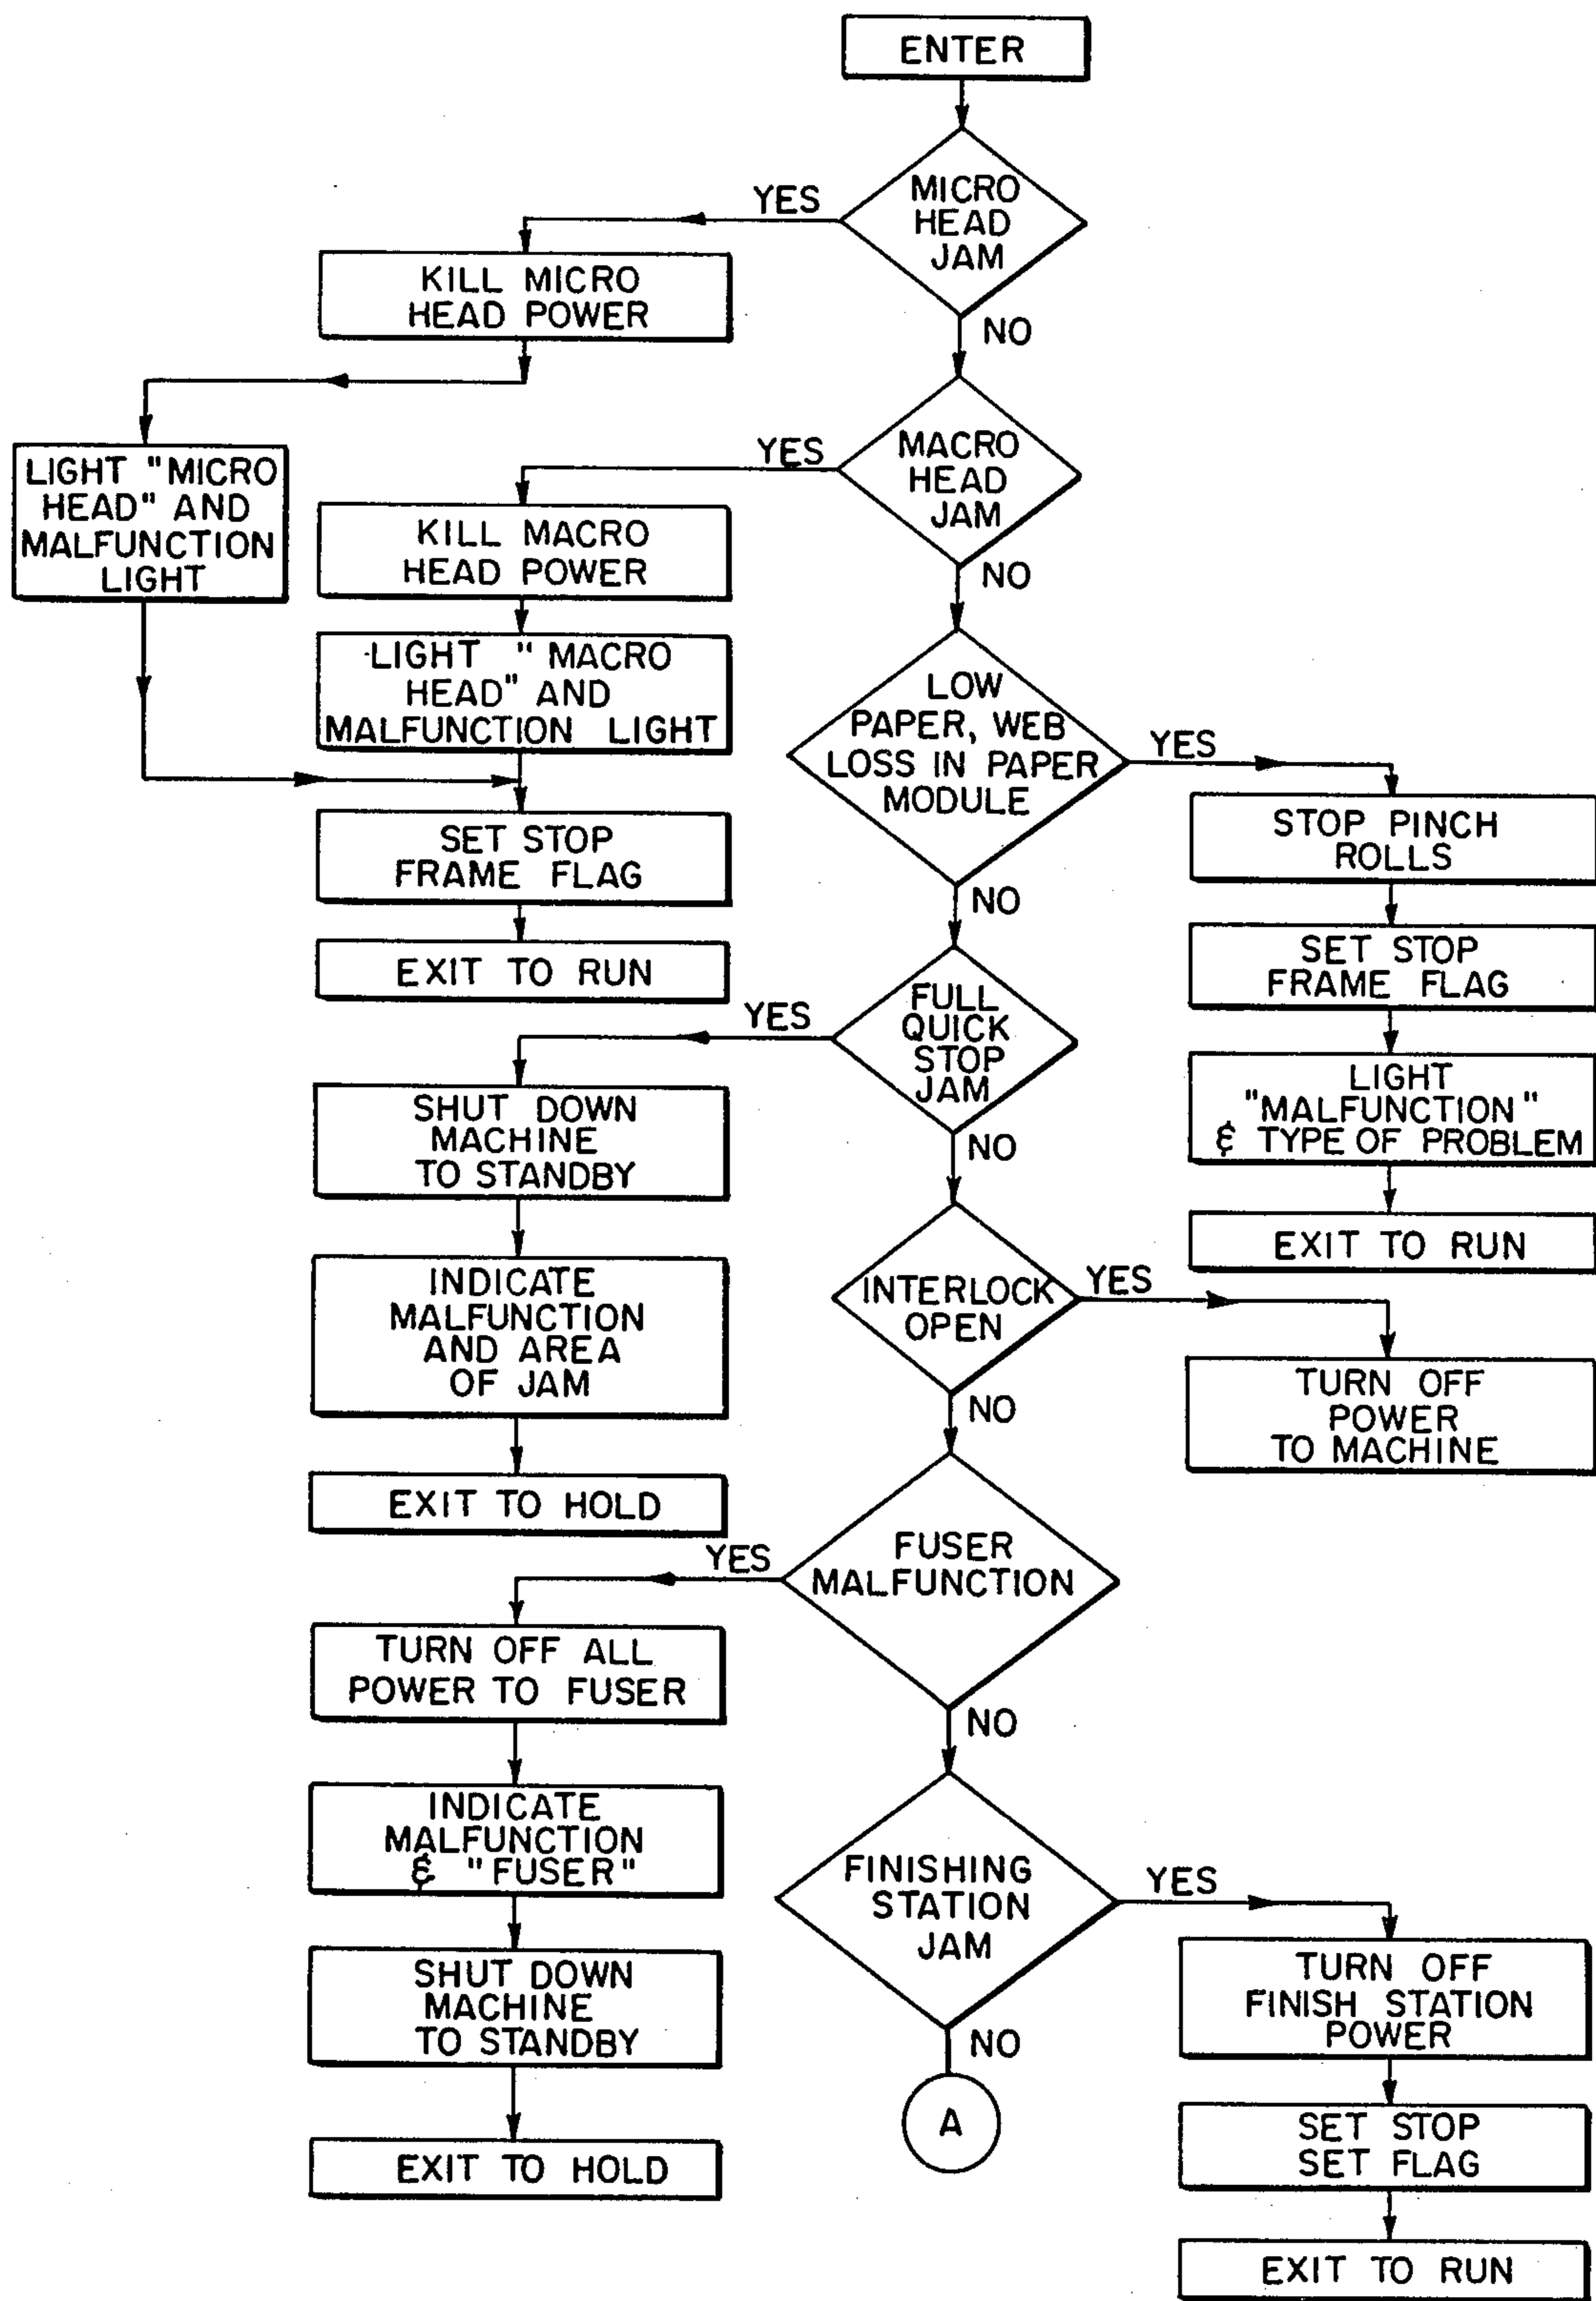 ENTER
MICRO
HEAD
JAM
YES
NO
KILL MICRO
HEAD POWER
LIGHT "MICRO
HEAD" AND
MALFUNCTION
LIGHT
MACRO
HEAD
JAM
YES
NO
KILL MACRO
HEAD POWER
LIGHT "MACRO
HEAD" AND
MALFUNCTION LIGHT
SET STOP
FRAME FLAG
EXIT TO RUN
LOW
PAPER, WEB
LOSS IN PAPER
MODULE
YES
NO
STOP PINCH
ROLLS
SET STOP
FRAME FLAG
LIGHT
"MALFUNCTION"
& TYPE OF PROBLEM
EXIT TO RUN
FULL
QUICK
STOP
JAM
YES
NO
SHUT DOWN
MACHINE
TO STANDBY
INDICATE
MALFUNCTION
AND AREA
OF JAM
EXIT TO HOLD
INTERLOCK
OPEN
YES
NO
TURN OFF
POWER
TO MACHINE
FUSER
MALFUNCTION
YES
NO
TURN OFF ALL
POWER TO FUSER
INDICATE
MALFUNCTION
& "FUSER"
SHUT DOWN
MACHINE
TO STANDBY
EXIT TO HOLD
FINISHING
STATION
JAM
YES
NO
TURN OFF
FINISH STATION
POWER
SET STOP
SET FLAG
EXIT TO RUN
A